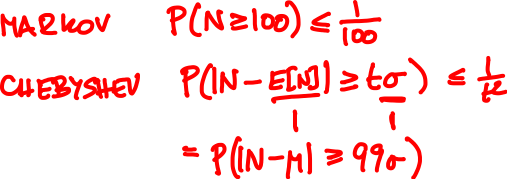 MARKOV P(N≥100) ≤ 1/100
CHEBYSHEV P(|N-E[N]| ≥ tσ) ≤ 1/t²
1 1
= P(|N-μ| ≥ 99σ)